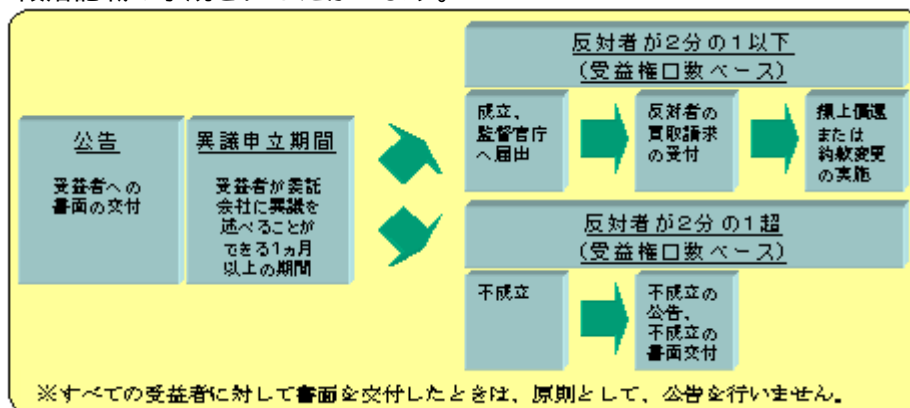 公告
受益者への
書面の交付
異議申立期間
受益者が委託
会社に異議を
述べることが
できる1ヵ月
以上の期間
反対者が2分の1以下
(受益権口数ベース)
成立、
監督官庁
へ届出
反対者の
買取請求
の受付
繰上償還
または
約款変更
の実施
反対者が2分の1超
(受益権口数ベース)
不成立
不成立の
公告、
不成立の
書面交付
※すべての受益者に対して書面を交付したときは、原則として、公告を行いません。